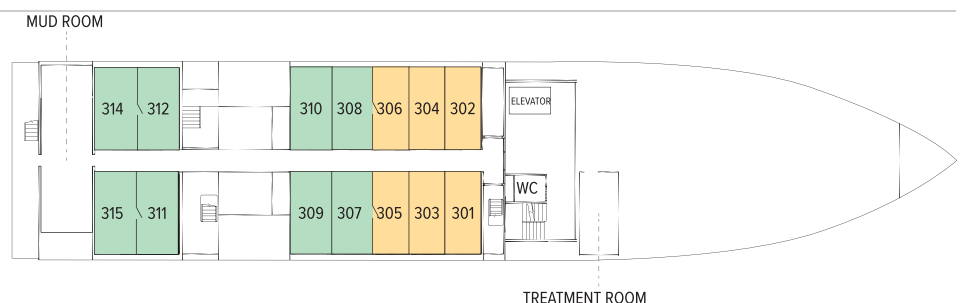 MUD ROOM
314 312 310 308 306 304 302
ELEVATOR
WC
315 311 309 307 305 303 301
TREATMENT ROOM